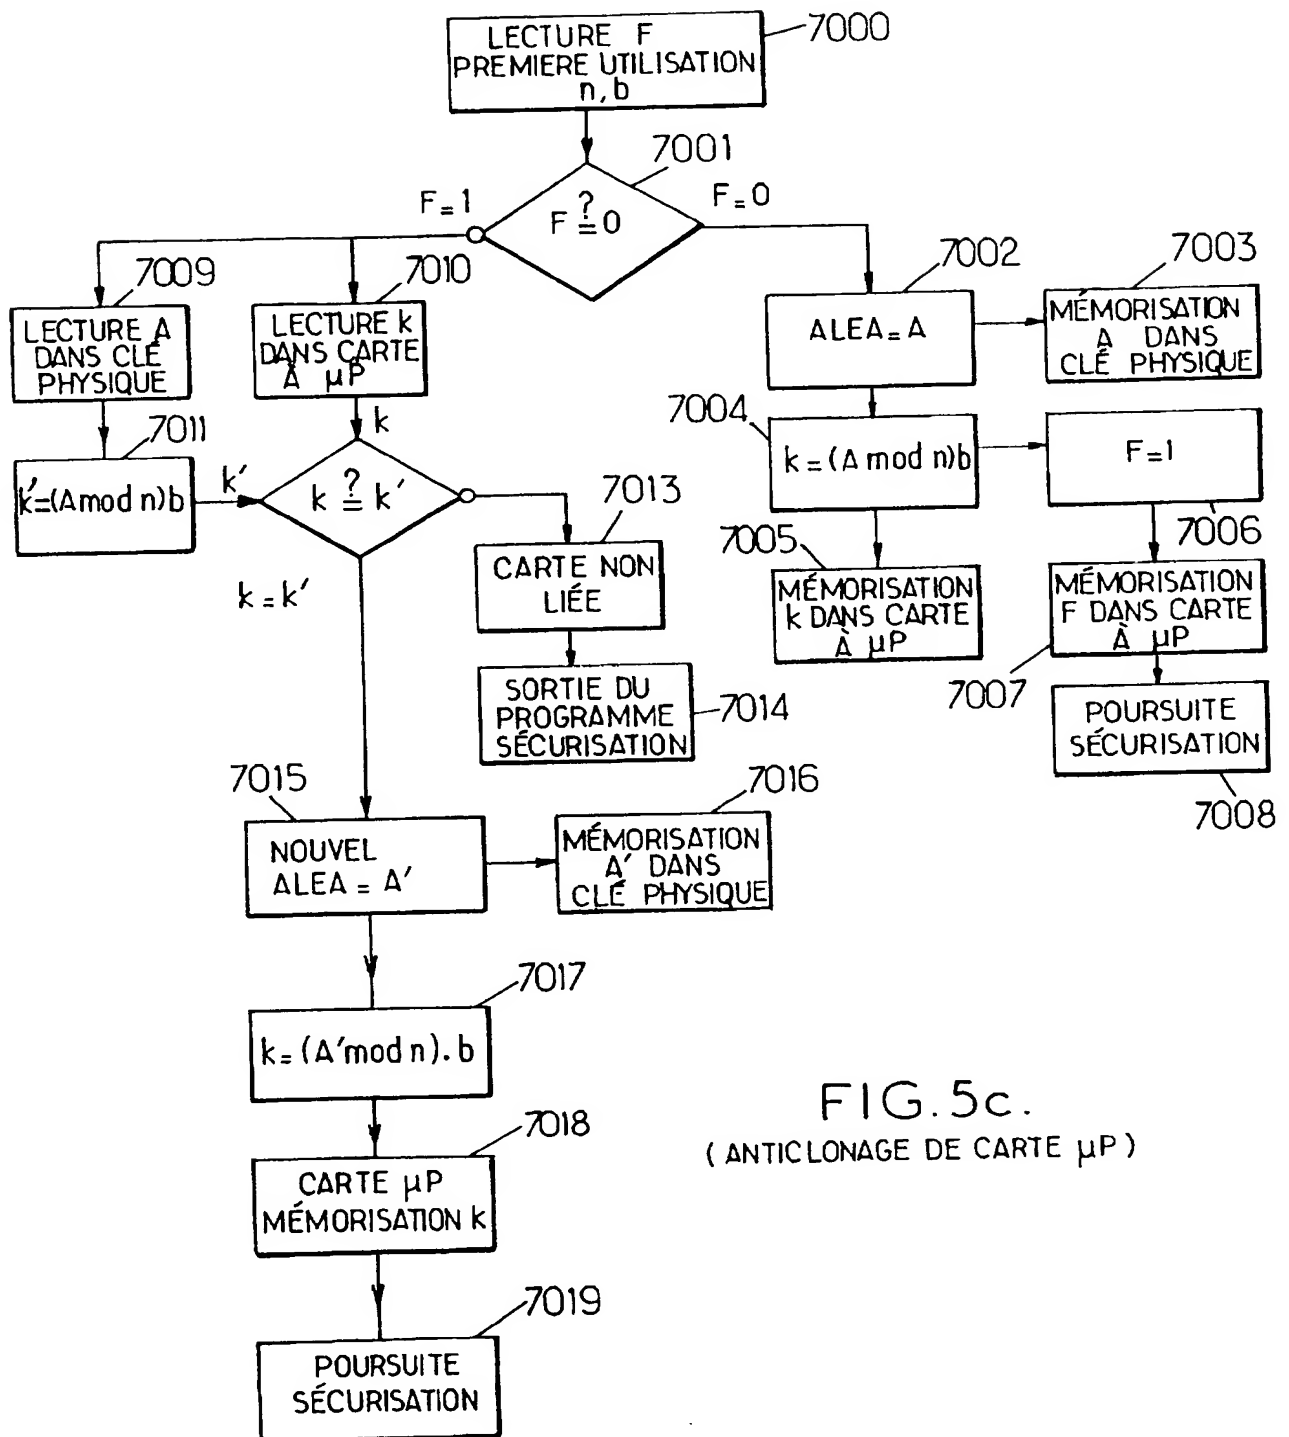 7000
LECTURE F
PREMIERE UTILISATION
n, b
7001
F=1
F ?= 0
F=0
7009
7010
7002
7003
LECTURE A
DANS CLÉ
PHYSIQUE
LECTURE k
DANS CARTE
À µP
ALEA = A
MÉMORISATION
A DANS
CLÉ PHYSIQUE
7011
k
7004
k'=(A mod n)b
k'
k ?= k'
k=(A mod n)b
F=1
7013
7005
7006
k = k'
CARTE NON
LIÉE
MÉMORISATION
k DANS CARTE
À µP
MÉMORISATION
F DANS CARTE
À µP
SORTIE DU
PROGRAMME
SÉCURISATION
7014
7007
POURSUITE
SÉCURISATION
7008
7015
7016
NOUVEL
ALEA = A'
MÉMORISATION
A' DANS
CLÉ PHYSIQUE
7017
k=(A'mod n).b
7018
CARTE µP
MÉMORISATION k
7019
POURSUITE
SÉCURISATION
FIG.5c.
(ANTICLONAGE DE CARTE µP)